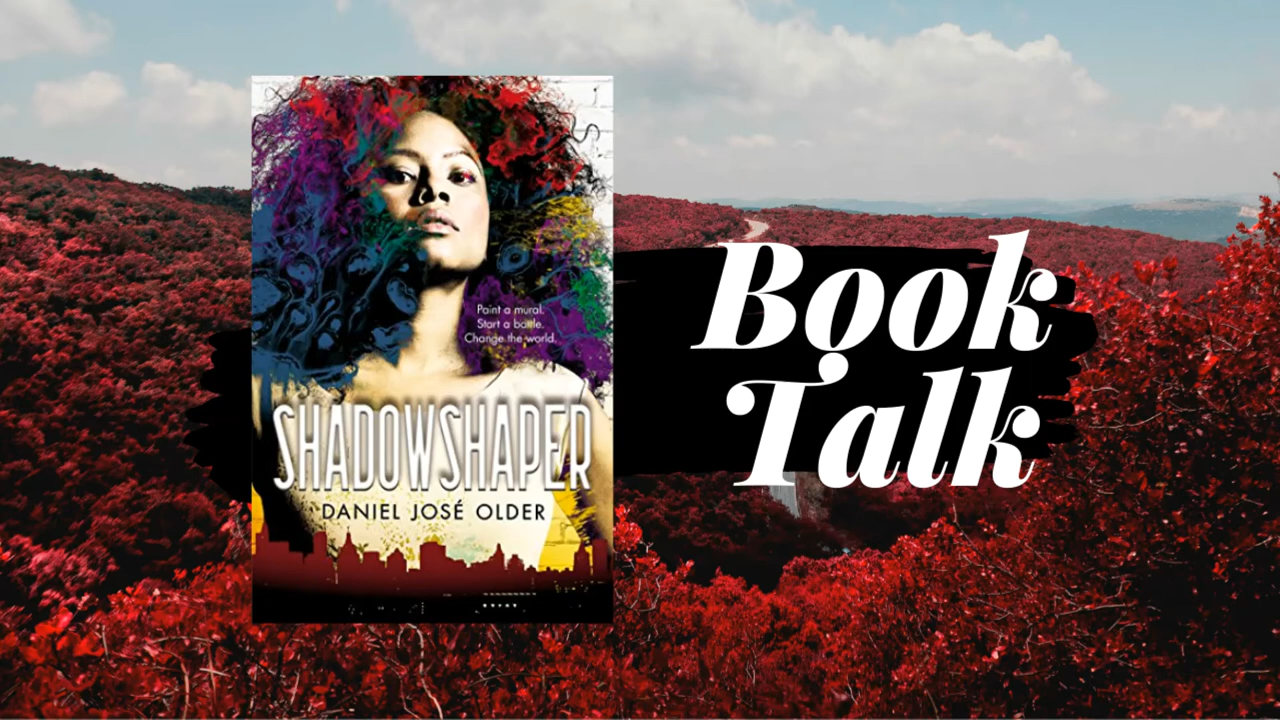 Paint a mural.
Start a battle.
Change the world.
SHADOWSHAPER
DANIEL JOSÉ OLDER
Book
Talk